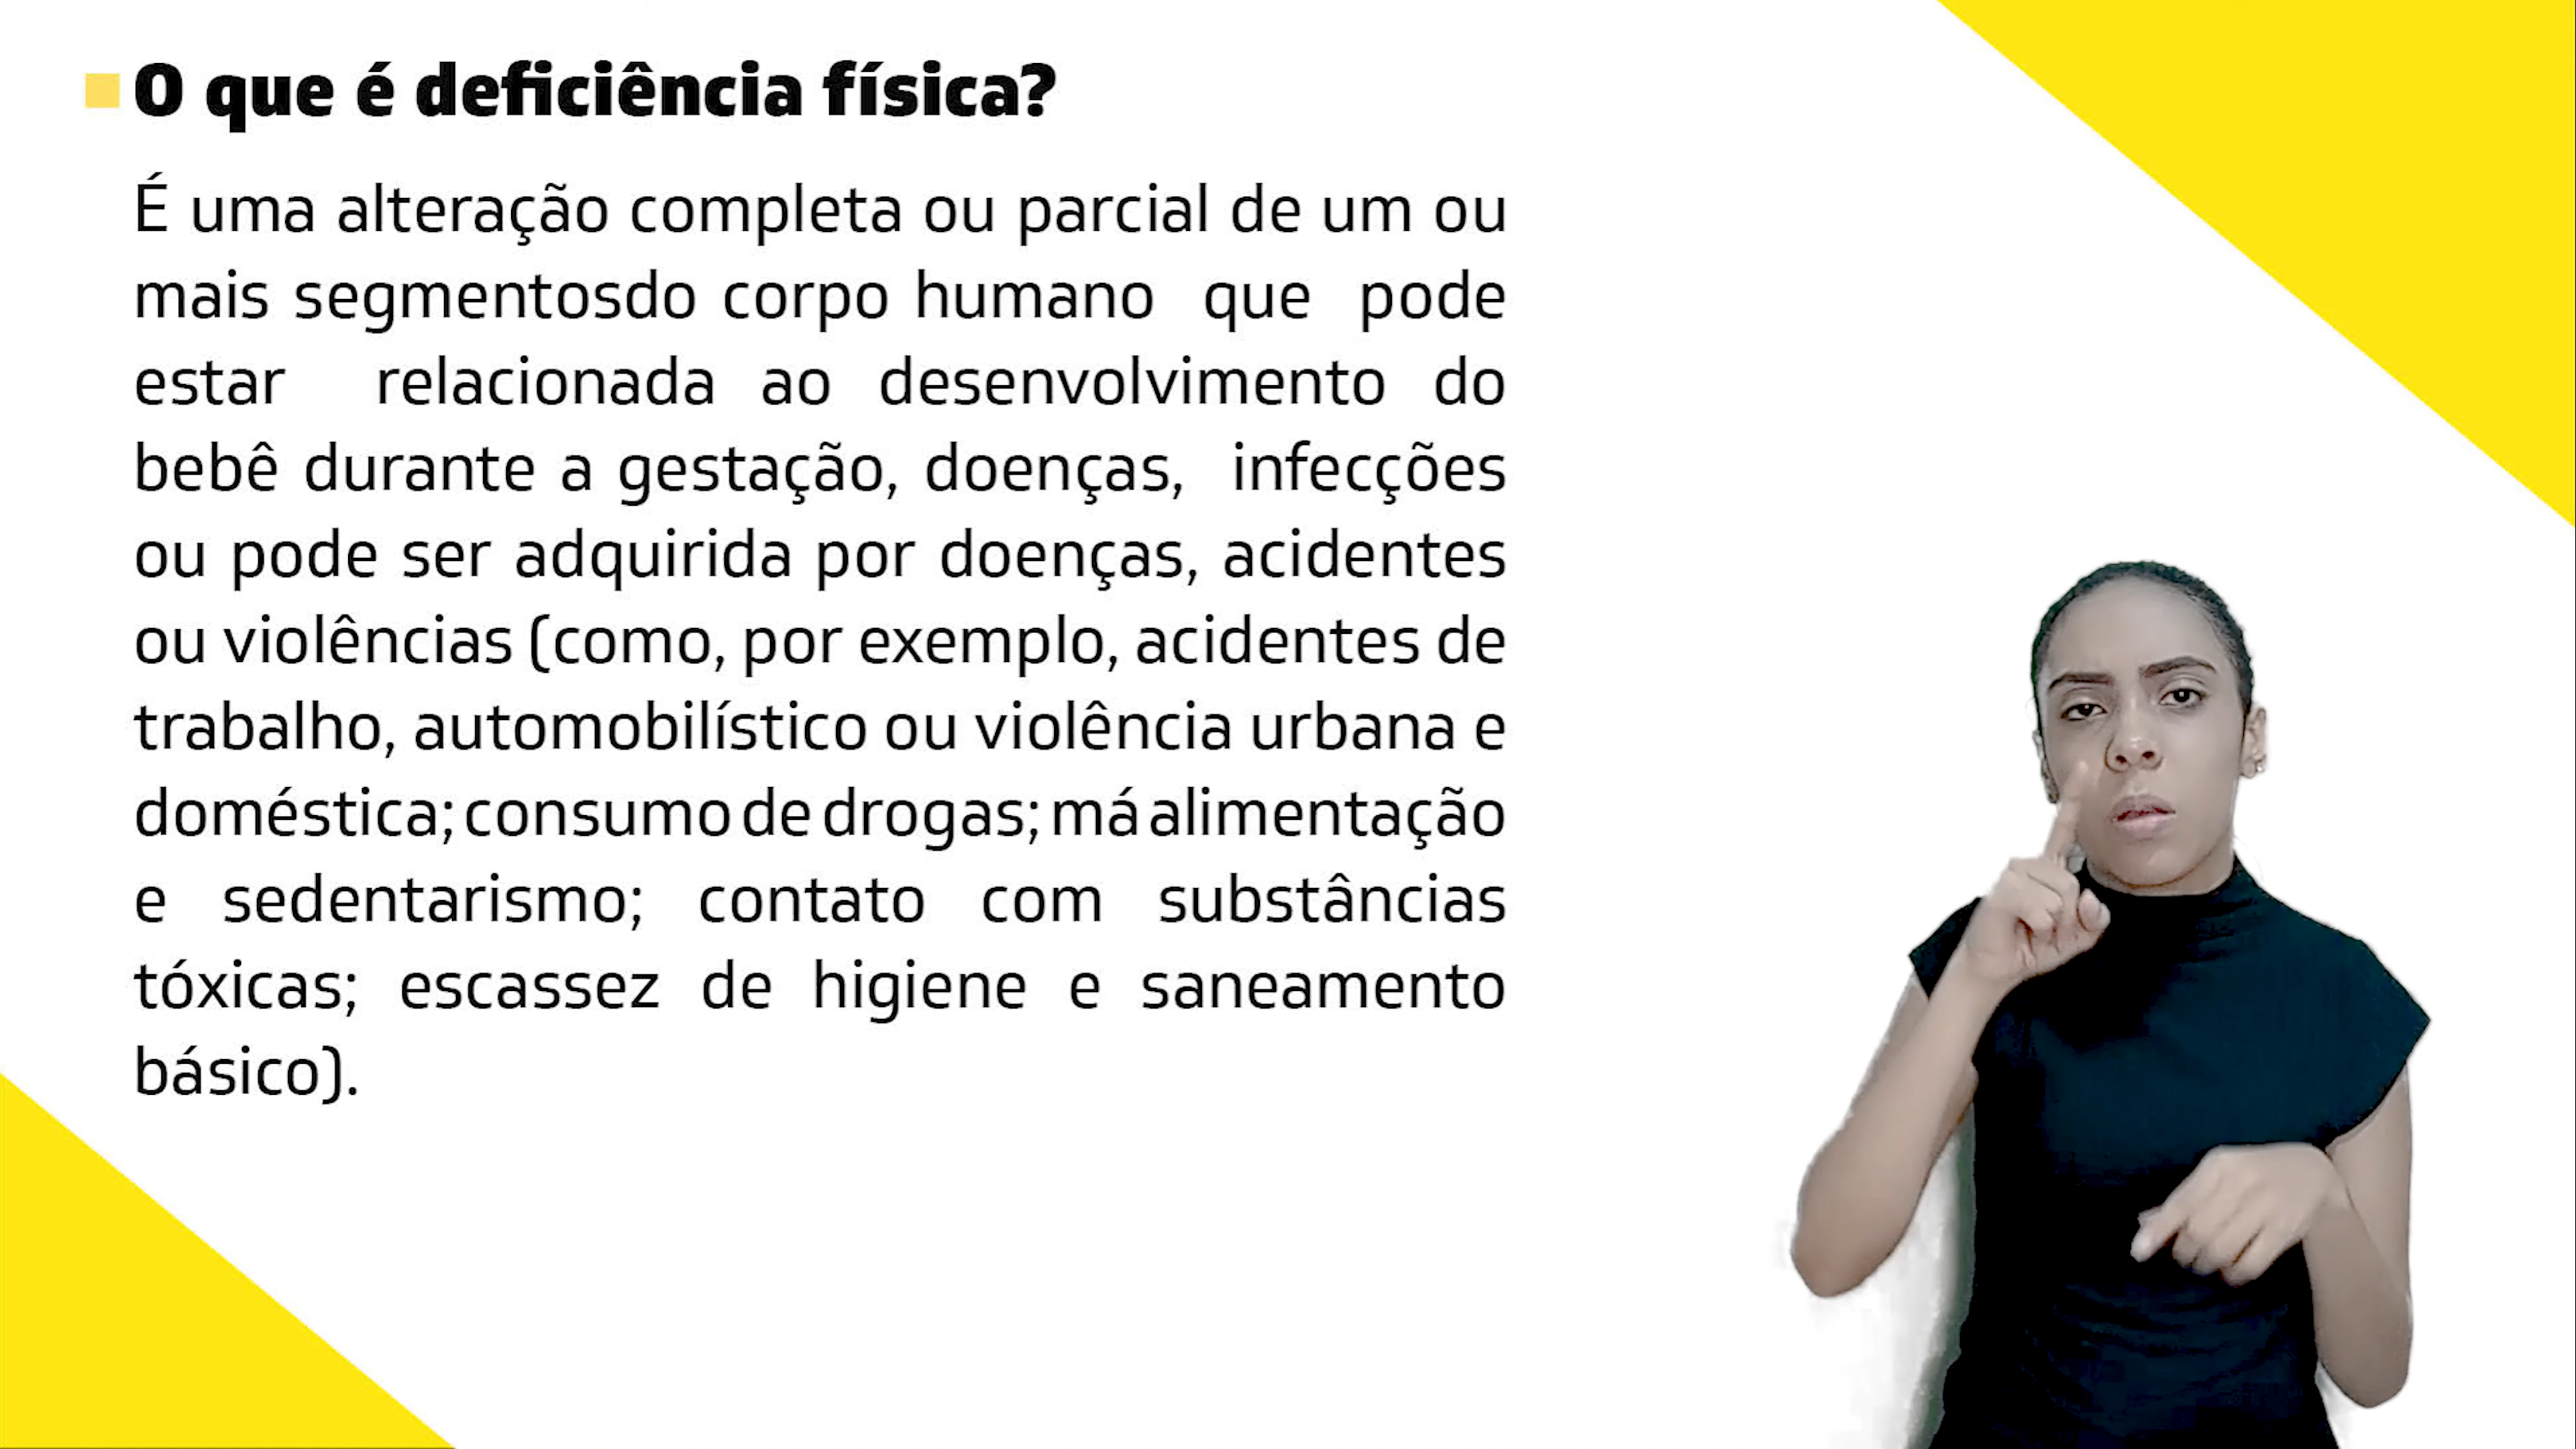 O que é deficiência física?
É uma alteração completa ou parcial de um ou
mais segmentosdo corpo humano que pode
estar relacionada ao desenvolvimento do
bebê durante a gestação, doenças, infecções
ou pode ser adquirida por doenças, acidentes
ou violências (como, por exemplo, acidentes de
trabalho, automobilístico ou violência urbana e
doméstica; consumo de drogas; má alimentação
e sedentarismo; contato com substâncias
tóxicas; escassez de higiene e saneamento
básico).